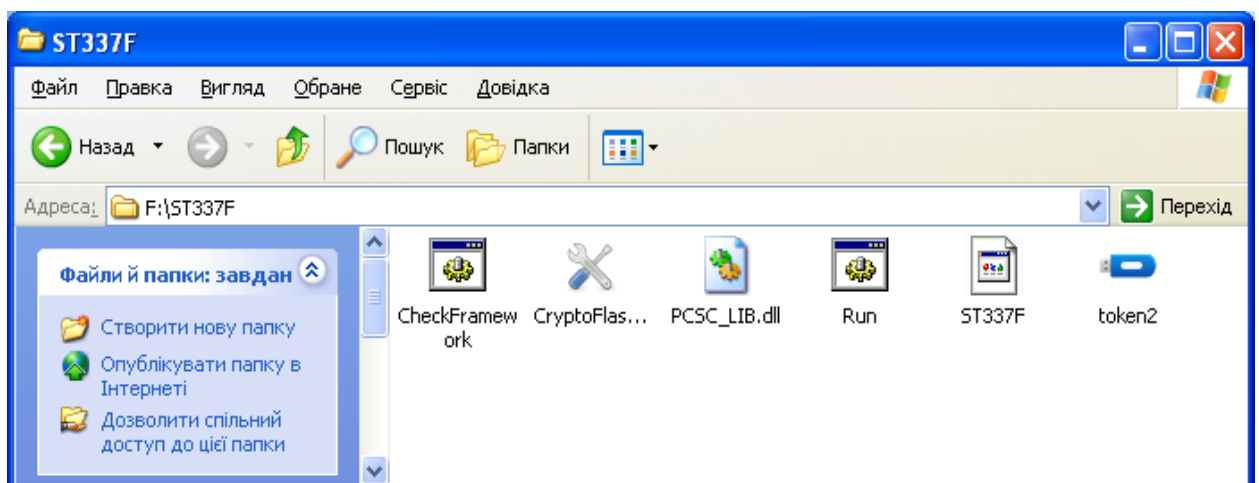 ST337F
Файл Правка Вигляд Обране Сервіс Довідка
Назад Пошук Папки
Адреса: F:\ST337F Перехід
Файли й папки: завдан
Створити нову папку
Опублікувати папку в
Інтернеті
Дозволити спільний
доступ до цієї папки
CheckFramew
ork
CryptoFlas...
PCSC_LIB.dll
Run
ST337F
token2